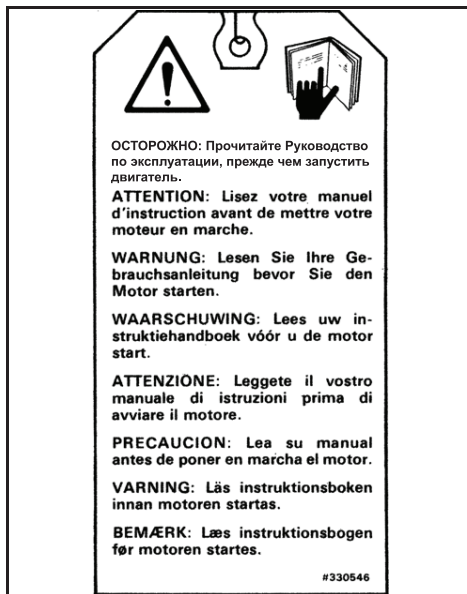 ОСТОРОЖНО: Прочитайте Руководство
по эксплуатации, прежде чем запустить
двигатель.
ATTENTION: Lisez votre manuel
d'instruction avant de mettre votre
moteur en marche.
WARNUNG: Lesen Sie Ihre Ge-
brauchsanleitung bevor Sie den
Motor starten.
WAARSCHUWING: Lees uw in-
struktiehandboek vóór u de motor
start.
ATTENZIONE: Leggete il vostro
manuale di istruzioni prima di
avviare il motore.
PRECAUCION: Lea su manual
antes de poner en marcha el motor.
VARNING: Läs instruktionsboken
innan motoren startas.
BEMÆRK: Læs instruktionsbogen
før motoren startes.
#330546